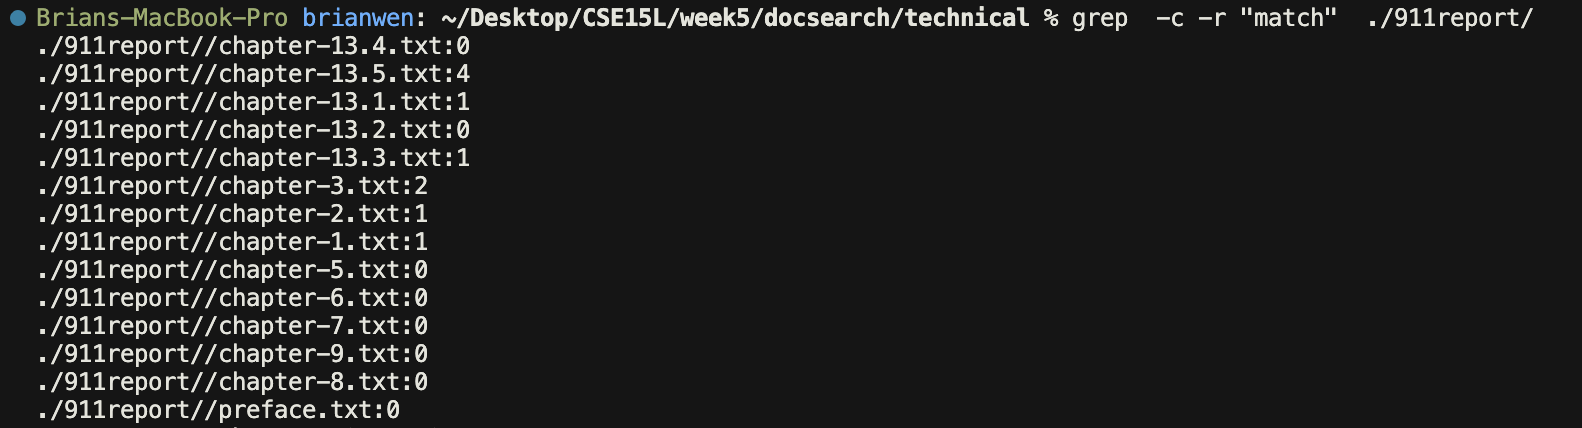 Brians-MacBook-Pro brianwen: ~/Desktop/CSE15L/week5/docsearch/technical % grep  -c -r "match"  ./911report/
./911report//chapter-13.4.txt:0
./911report//chapter-13.5.txt:4
./911report//chapter-13.1.txt:1
./911report//chapter-13.2.txt:0
./911report//chapter-13.3.txt:1
./911report//chapter-3.txt:2
./911report//chapter-2.txt:1
./911report//chapter-1.txt:1
./911report//chapter-5.txt:0
./911report//chapter-6.txt:0
./911report//chapter-7.txt:0
./911report//chapter-9.txt:0
./911report//chapter-8.txt:0
./911report//preface.txt:0